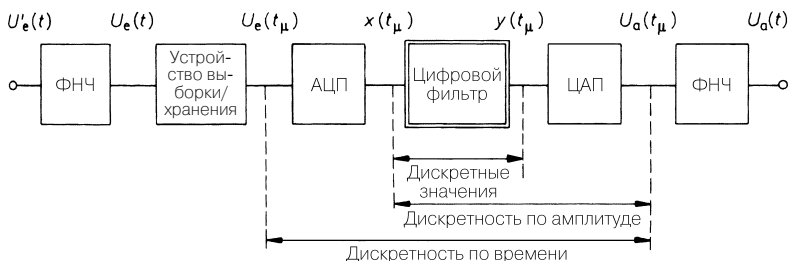 U'e(t) Ue(t) Ue(tμ) x(tμ) y(tμ) Ua(tμ) Ua(t)
ФНЧ
Устрой-
ство вы-
борки/
хранения
АЦП
Цифровой
фильтр
ЦАП
ФНЧ
Дискретные
значения
Дискретность по амплитуде
Дискретность по времени